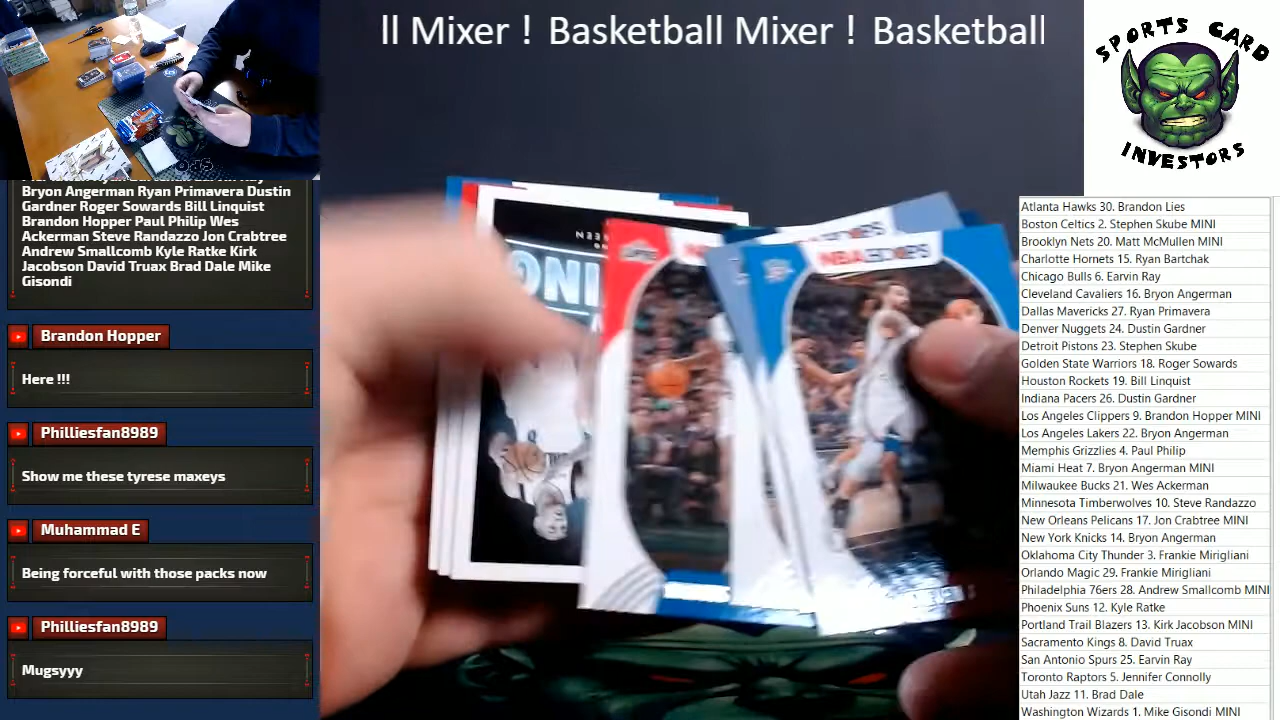 ll Mixer ! Basketball Mixer ! Basketball
SPORTS CARD
INVESTORS
Bryon Angerman Ryan Primavera Dustin
Gardner Roger Sowards Bill Linquist
Brandon Hopper Paul Philip Wes
Ackerman Steve Randazzo Jon Crabtree
Andrew Smallcomb Kyle Ratke Kirk
Jacobson David Truax Brad Dale Mike
Gisondi
Brandon Hopper
Here !!!
Philliesfan8989
Show me these tyrese maxeys
Muhammad E
Being forceful with those packs now
Philliesfan8989
Mugsyyy
NBA HOOPS
Atlanta Hawks 30. Brandon Lies
Boston Celtics 2. Stephen Skube MINI
Brooklyn Nets 20. Matt McMullen MINI
Charlotte Hornets 15. Ryan Bartchak
Chicago Bulls 6. Earvin Ray
Cleveland Cavaliers 16. Bryon Angerman
Dallas Mavericks 27. Ryan Primavera
Denver Nuggets 24. Dustin Gardner
Detroit Pistons 23. Stephen Skube
Golden State Warriors 18. Roger Sowards
Houston Rockets 19. Bill Linquist
Indiana Pacers 26. Dustin Gardner
Los Angeles Clippers 9. Brandon Hopper MINI
Los Angeles Lakers 22. Bryon Angerman
Memphis Grizzlies 4. Paul Philip
Miami Heat 7. Bryon Angerman MINI
Milwaukee Bucks 21. Wes Ackerman
Minnesota Timberwolves 10. Steve Randazzo
New Orleans Pelicans 17. Jon Crabtree MINI
New York Knicks 14. Bryon Angerman
Oklahoma City Thunder 3. Frankie Mirigliani
Orlando Magic 29. Frankie Mirigliani
Philadelphia 76ers 28. Andrew Smallcomb MINI
Phoenix Suns 12. Kyle Ratke
Portland Trail Blazers 13. Kirk Jacobson MINI
Sacramento Kings 8. David Truax
San Antonio Spurs 25. Earvin Ray
Toronto Raptors 5. Jennifer Connolly
Utah Jazz 11. Brad Dale
Washington Wizards 1. Mike Gisondi MINI